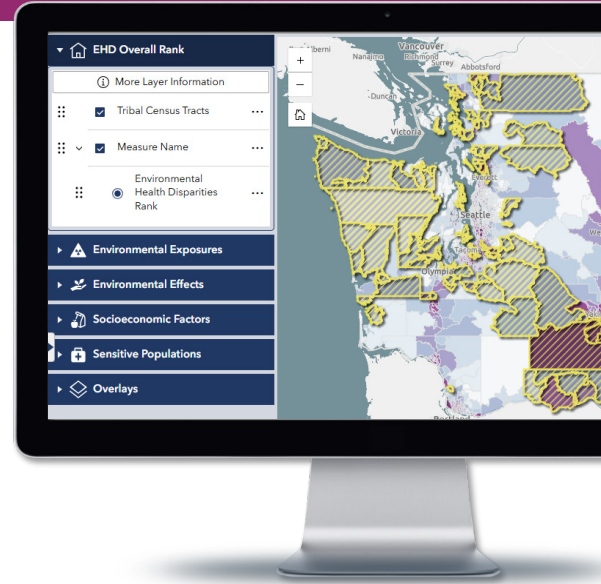 EHD Overall Rank
More Layer Information
Tribal Census Tracts
Measure Name
Environmental
Health Disparities
Rank
Environmental Exposures
Environmental Effects
Socioeconomic Factors
Sensitive Populations
Overlays
Vancouver
Nanaimo
Richmond
Surrey
Abbotsford
Duncan
Victoria
Everett
Seattle
Tacoma
Olympia